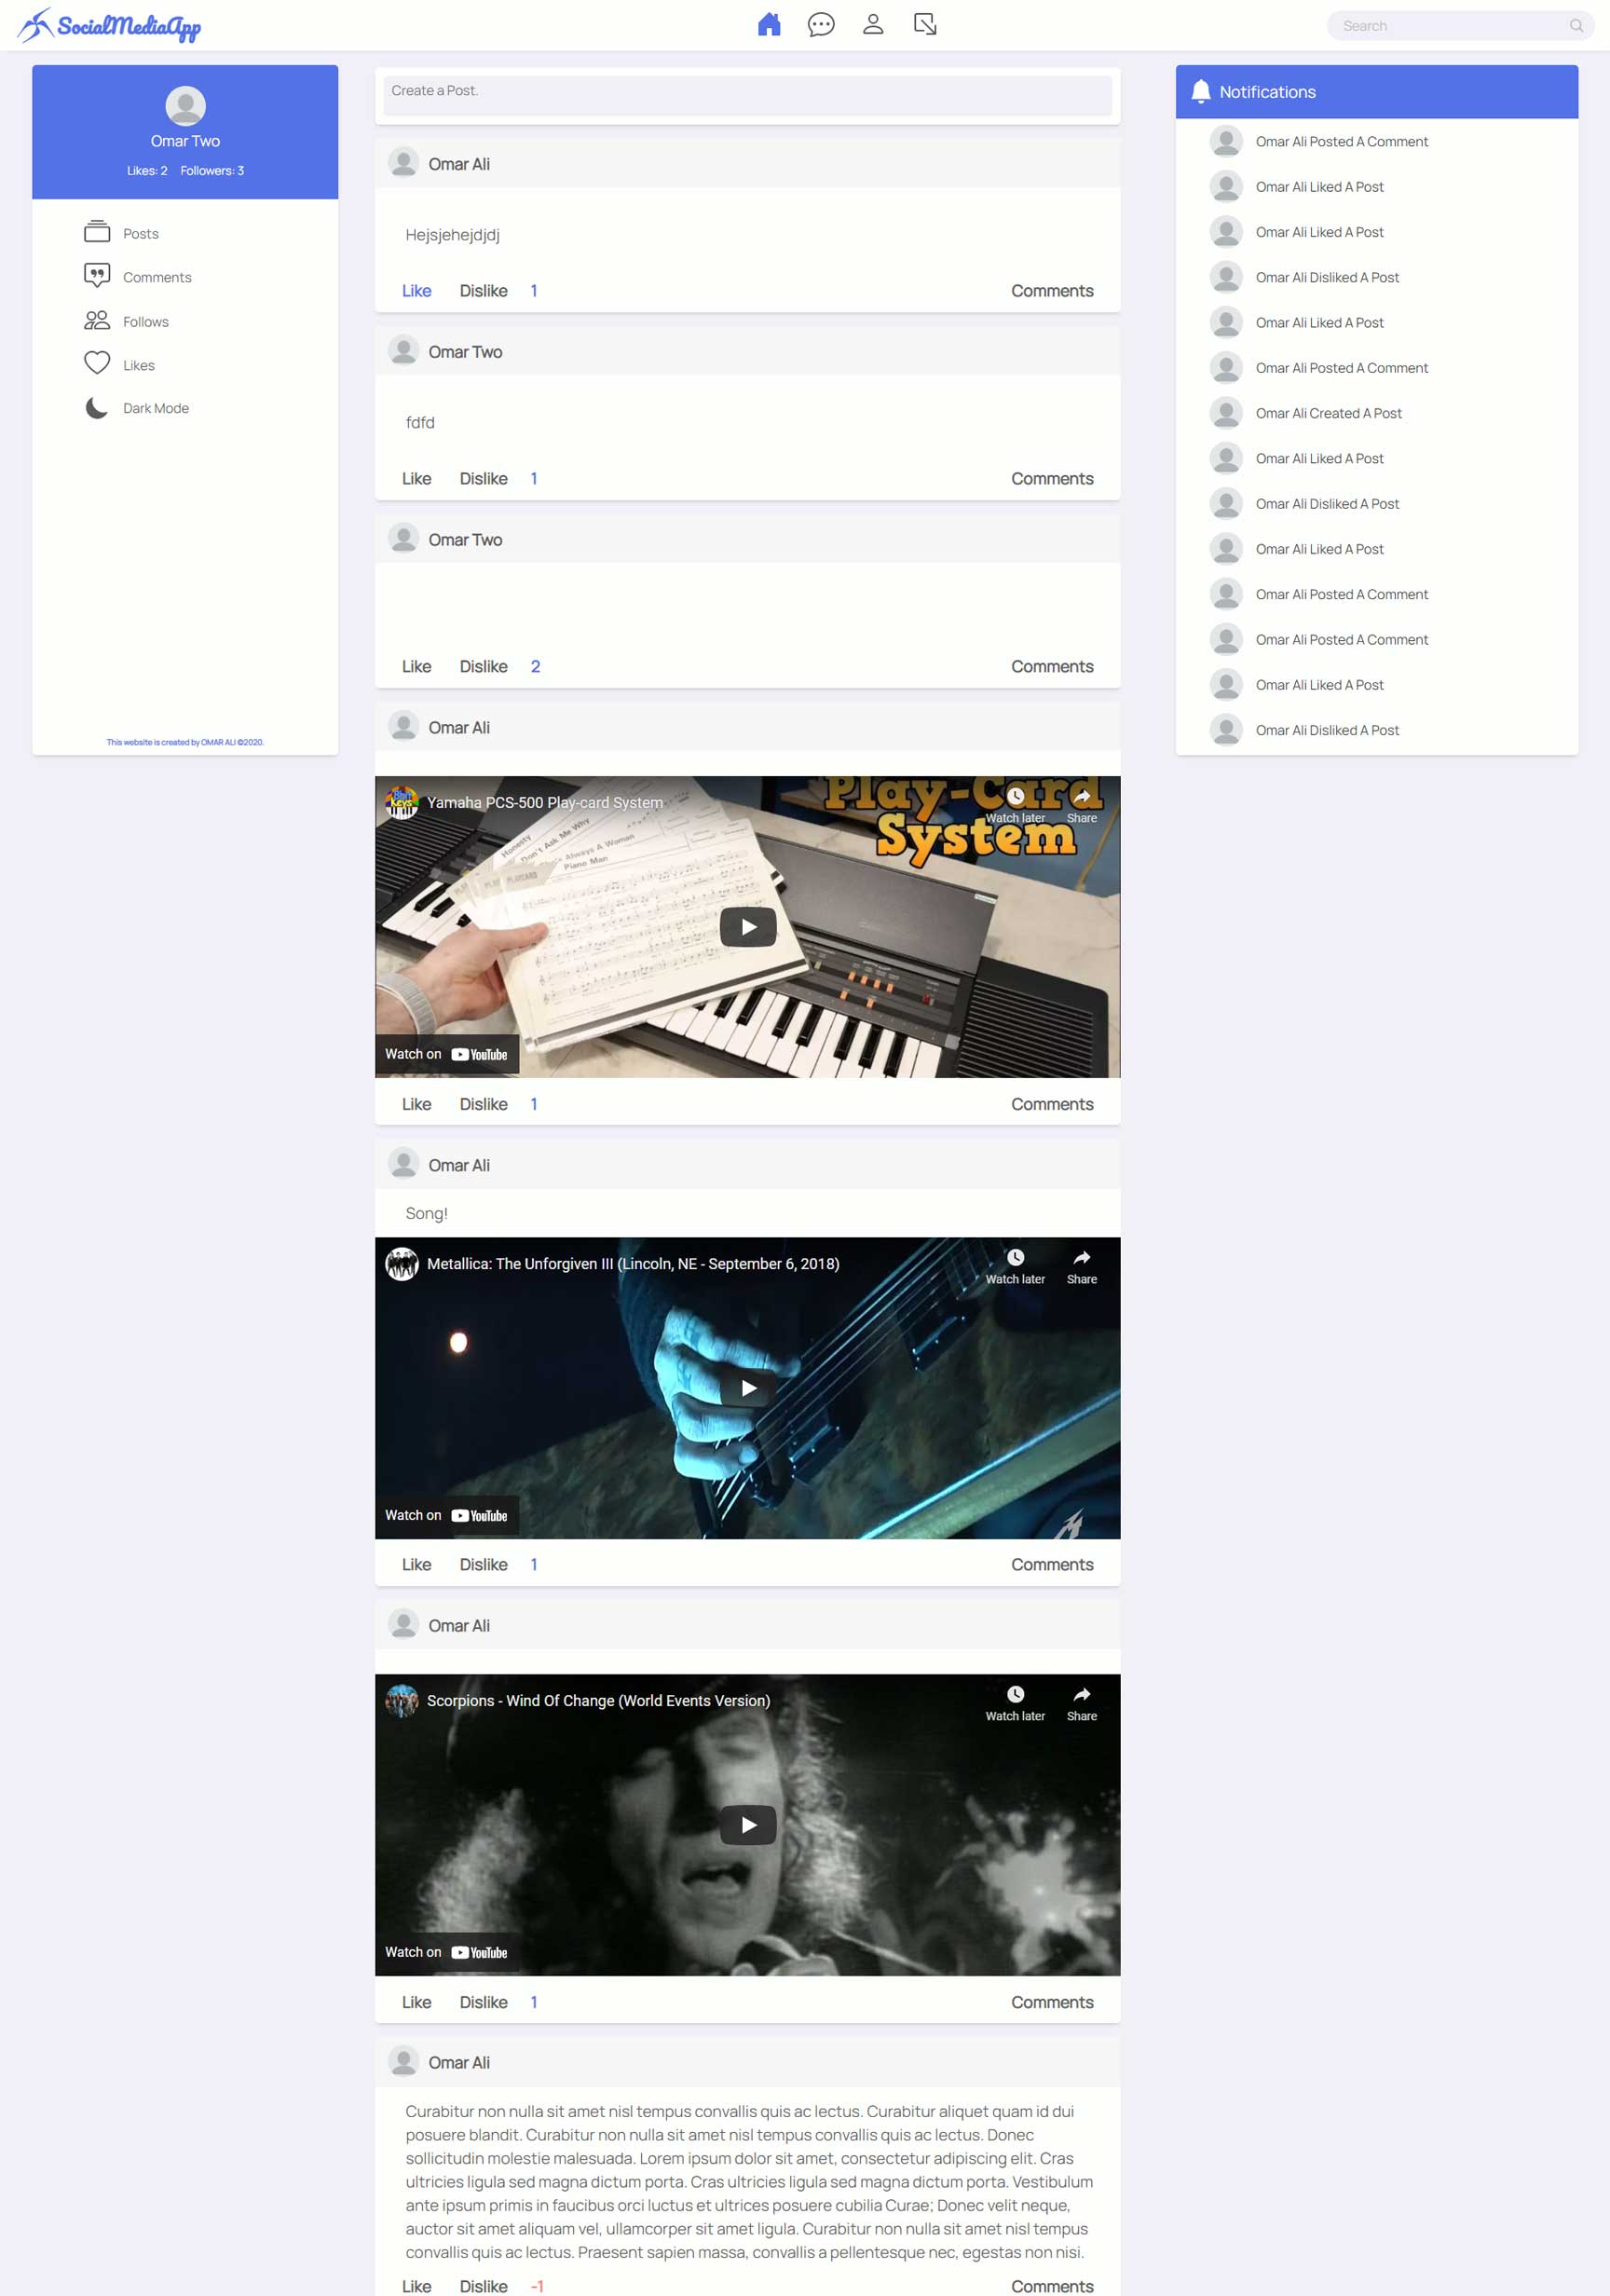 SocialMediaApp
Search
Omar Two
Likes: 2 Followers: 3
Posts
Comments
Follows
Likes
Dark Mode
This website is created by OMAR ALI ©2020.
Create a Post.
Omar Ali
Hejsjehejdjdj
Like Dislike 1 Comments
Omar Two
fdfd
Like Dislike 1 Comments
Omar Two
Like Dislike 2 Comments
Omar Ali
Yamaha PCS-500 Play-card System
Play-Card
System
Watch later Share
Honesty
Don't Ask Me Why
Always A Woman
Piano Man
Watch on YouTube
Like Dislike 1 Comments
Omar Ali
Song!
Metallica: The Unforgiven III (Lincoln, NE - September 6, 2018)
Watch later Share
Watch on YouTube
Like Dislike 1 Comments
Omar Ali
Scorpions - Wind Of Change (World Events Version)
Watch later Share
Watch on YouTube
Like Dislike 1 Comments
Omar Ali
Curabitur non nulla sit amet nisl tempus convallis quis ac lectus. Curabitur aliquet quam id dui
posuere blandit. Curabitur non nulla sit amet nisl tempus convallis quis ac lectus. Donec
sollicitudin molestie malesuada. Lorem ipsum dolor sit amet, consectetur adipiscing elit. Cras
ultricies ligula sed magna dictum porta. Cras ultricies ligula sed magna dictum porta. Vestibulum
ante ipsum primis in faucibus orci luctus et ultrices posuere cubilia Curae; Donec velit neque,
auctor sit amet aliquam vel, ullamcorper sit amet ligula. Curabitur non nulla sit amet nisl tempus
convallis quis ac lectus. Praesent sapien massa, convallis a pellentesque nec, egestas non nisi.
Like Dislike -1 Comments
Notifications
Omar Ali Posted A Comment
Omar Ali Liked A Post
Omar Ali Liked A Post
Omar Ali Disliked A Post
Omar Ali Liked A Post
Omar Ali Posted A Comment
Omar Ali Created A Post
Omar Ali Liked A Post
Omar Ali Disliked A Post
Omar Ali Liked A Post
Omar Ali Posted A Comment
Omar Ali Posted A Comment
Omar Ali Liked A Post
Omar Ali Disliked A Post